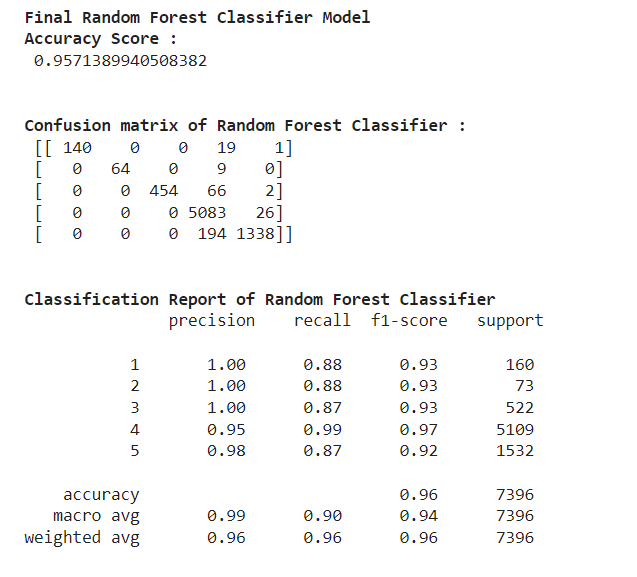 Final Random Forest Classifier Model
Accuracy Score :
0.9571389940508382
Confusion matrix of Random Forest Classifier :
[[ 140 0 0 19 1]
[ 0 64 0 9 0]
[ 0 0 454 66 2]
[ 0 0 0 5083 26]
[ 0 0 0 194 1338]]
Classification Report of Random Forest Classifier
precision recall f1-score support
1 1.00 0.88 0.93 160
2 1.00 0.88 0.93 73
3 1.00 0.87 0.93 522
4 0.95 0.99 0.97 5109
5 0.98 0.87 0.92 1532
accuracy 0.96 7396
macro avg 0.99 0.90 0.94 7396
weighted avg 0.96 0.96 0.96 7396